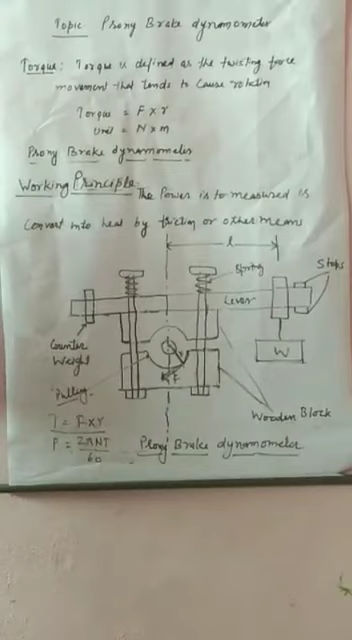 Topic Prony Brake dynamometer
Torque: Torque is defined as the twisting force
movement that tends to cause rotation
Torque = F x r
Unit = N x m
Prony Brake dynamometer
Working Principle: The Power is to measured is
Convert into heat by friction or other means
l
Spring
Stops
Lever
Counter
Weight
W
Pulley
F
Wooden Block
T = F x r
P = 2πNT
60
Prony Brake dynamometer